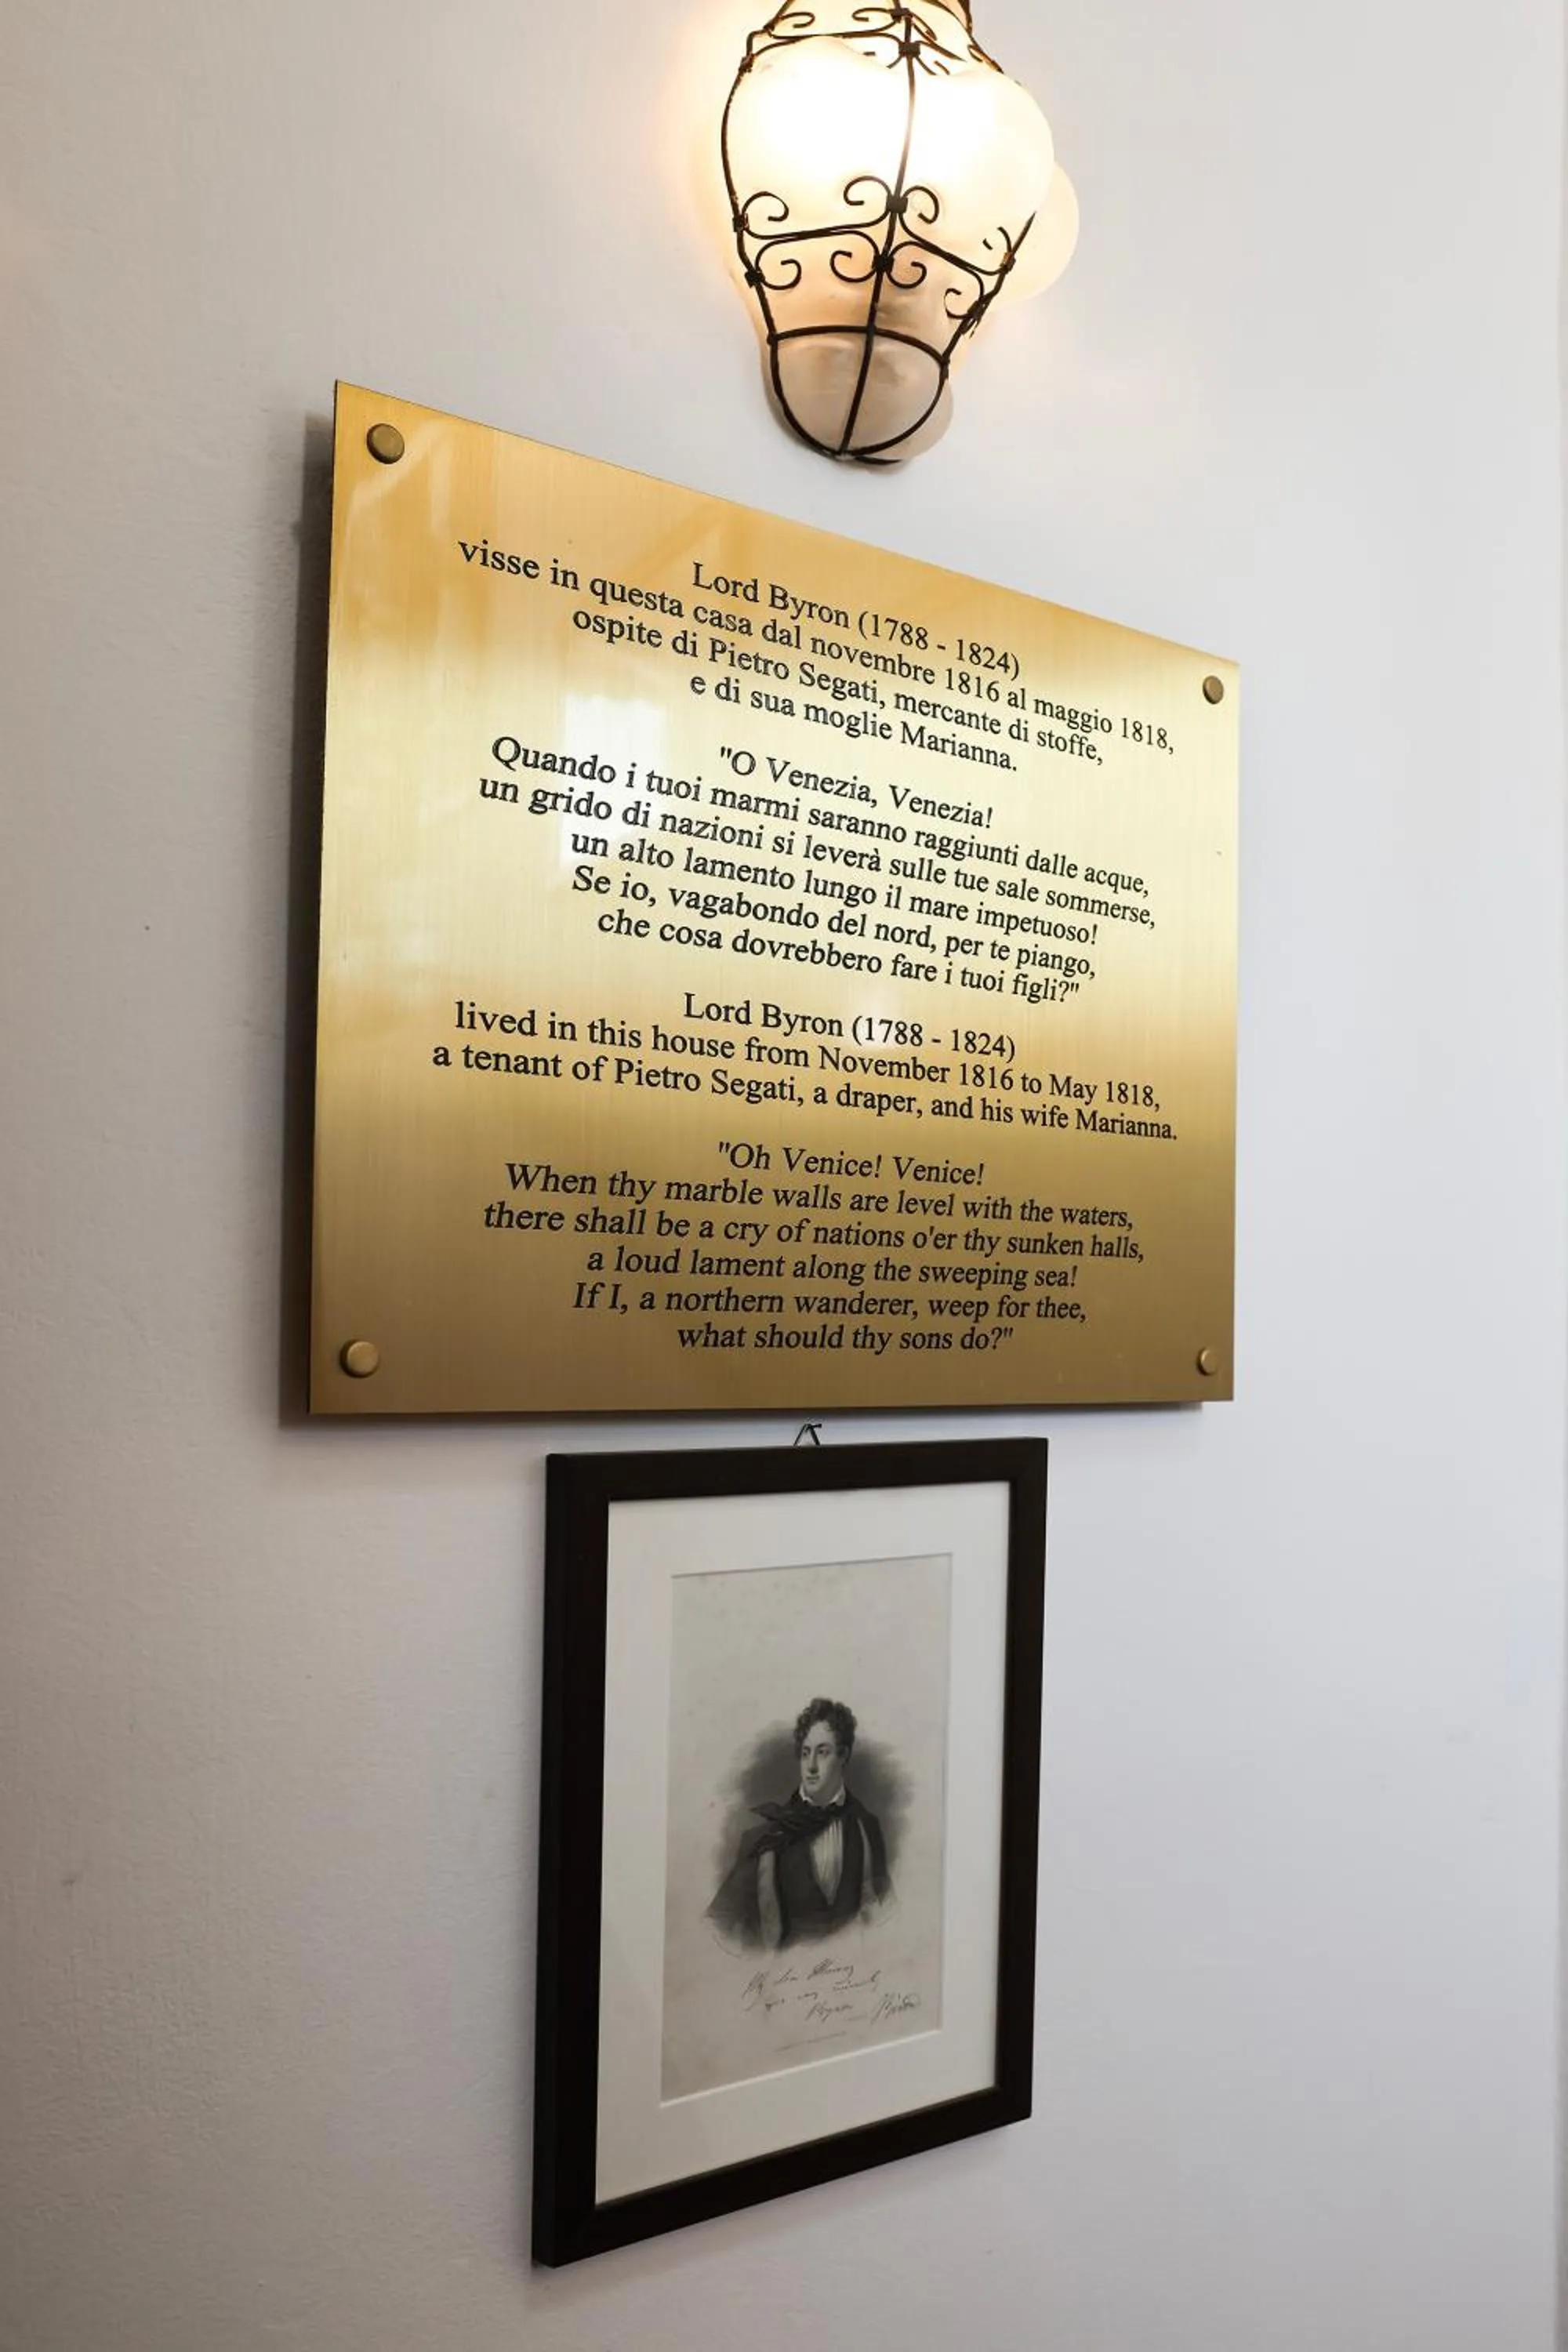 Lord Byron (1788 - 1824)
visse in questa casa dal novembre 1816 al maggio 1818,
ospite di Pietro Segati, mercante di stoffe,
e di sua moglie Marianna.
"O Venezia, Venezia!
Quando i tuoi marmi saranno raggiunti dalle acque,
un grido di nazioni si leverà sulle tue sale sommerse,
un alto lamento lungo il mare impetuoso!
Se io, vagabondo del nord, per te piango,
che cosa dovrebbero fare i tuoi figli?"
Lord Byron (1788 - 1824)
lived in this house from November 1816 to May 1818,
a tenant of Pietro Segati, a draper, and his wife Marianna.
"Oh Venice! Venice!
When thy marble walls are level with the waters,
there shall be a cry of nations o'er thy sunken halls,
a loud lament along the sweeping sea!
If I, a northern wanderer, weep for thee,
what should thy sons do?"